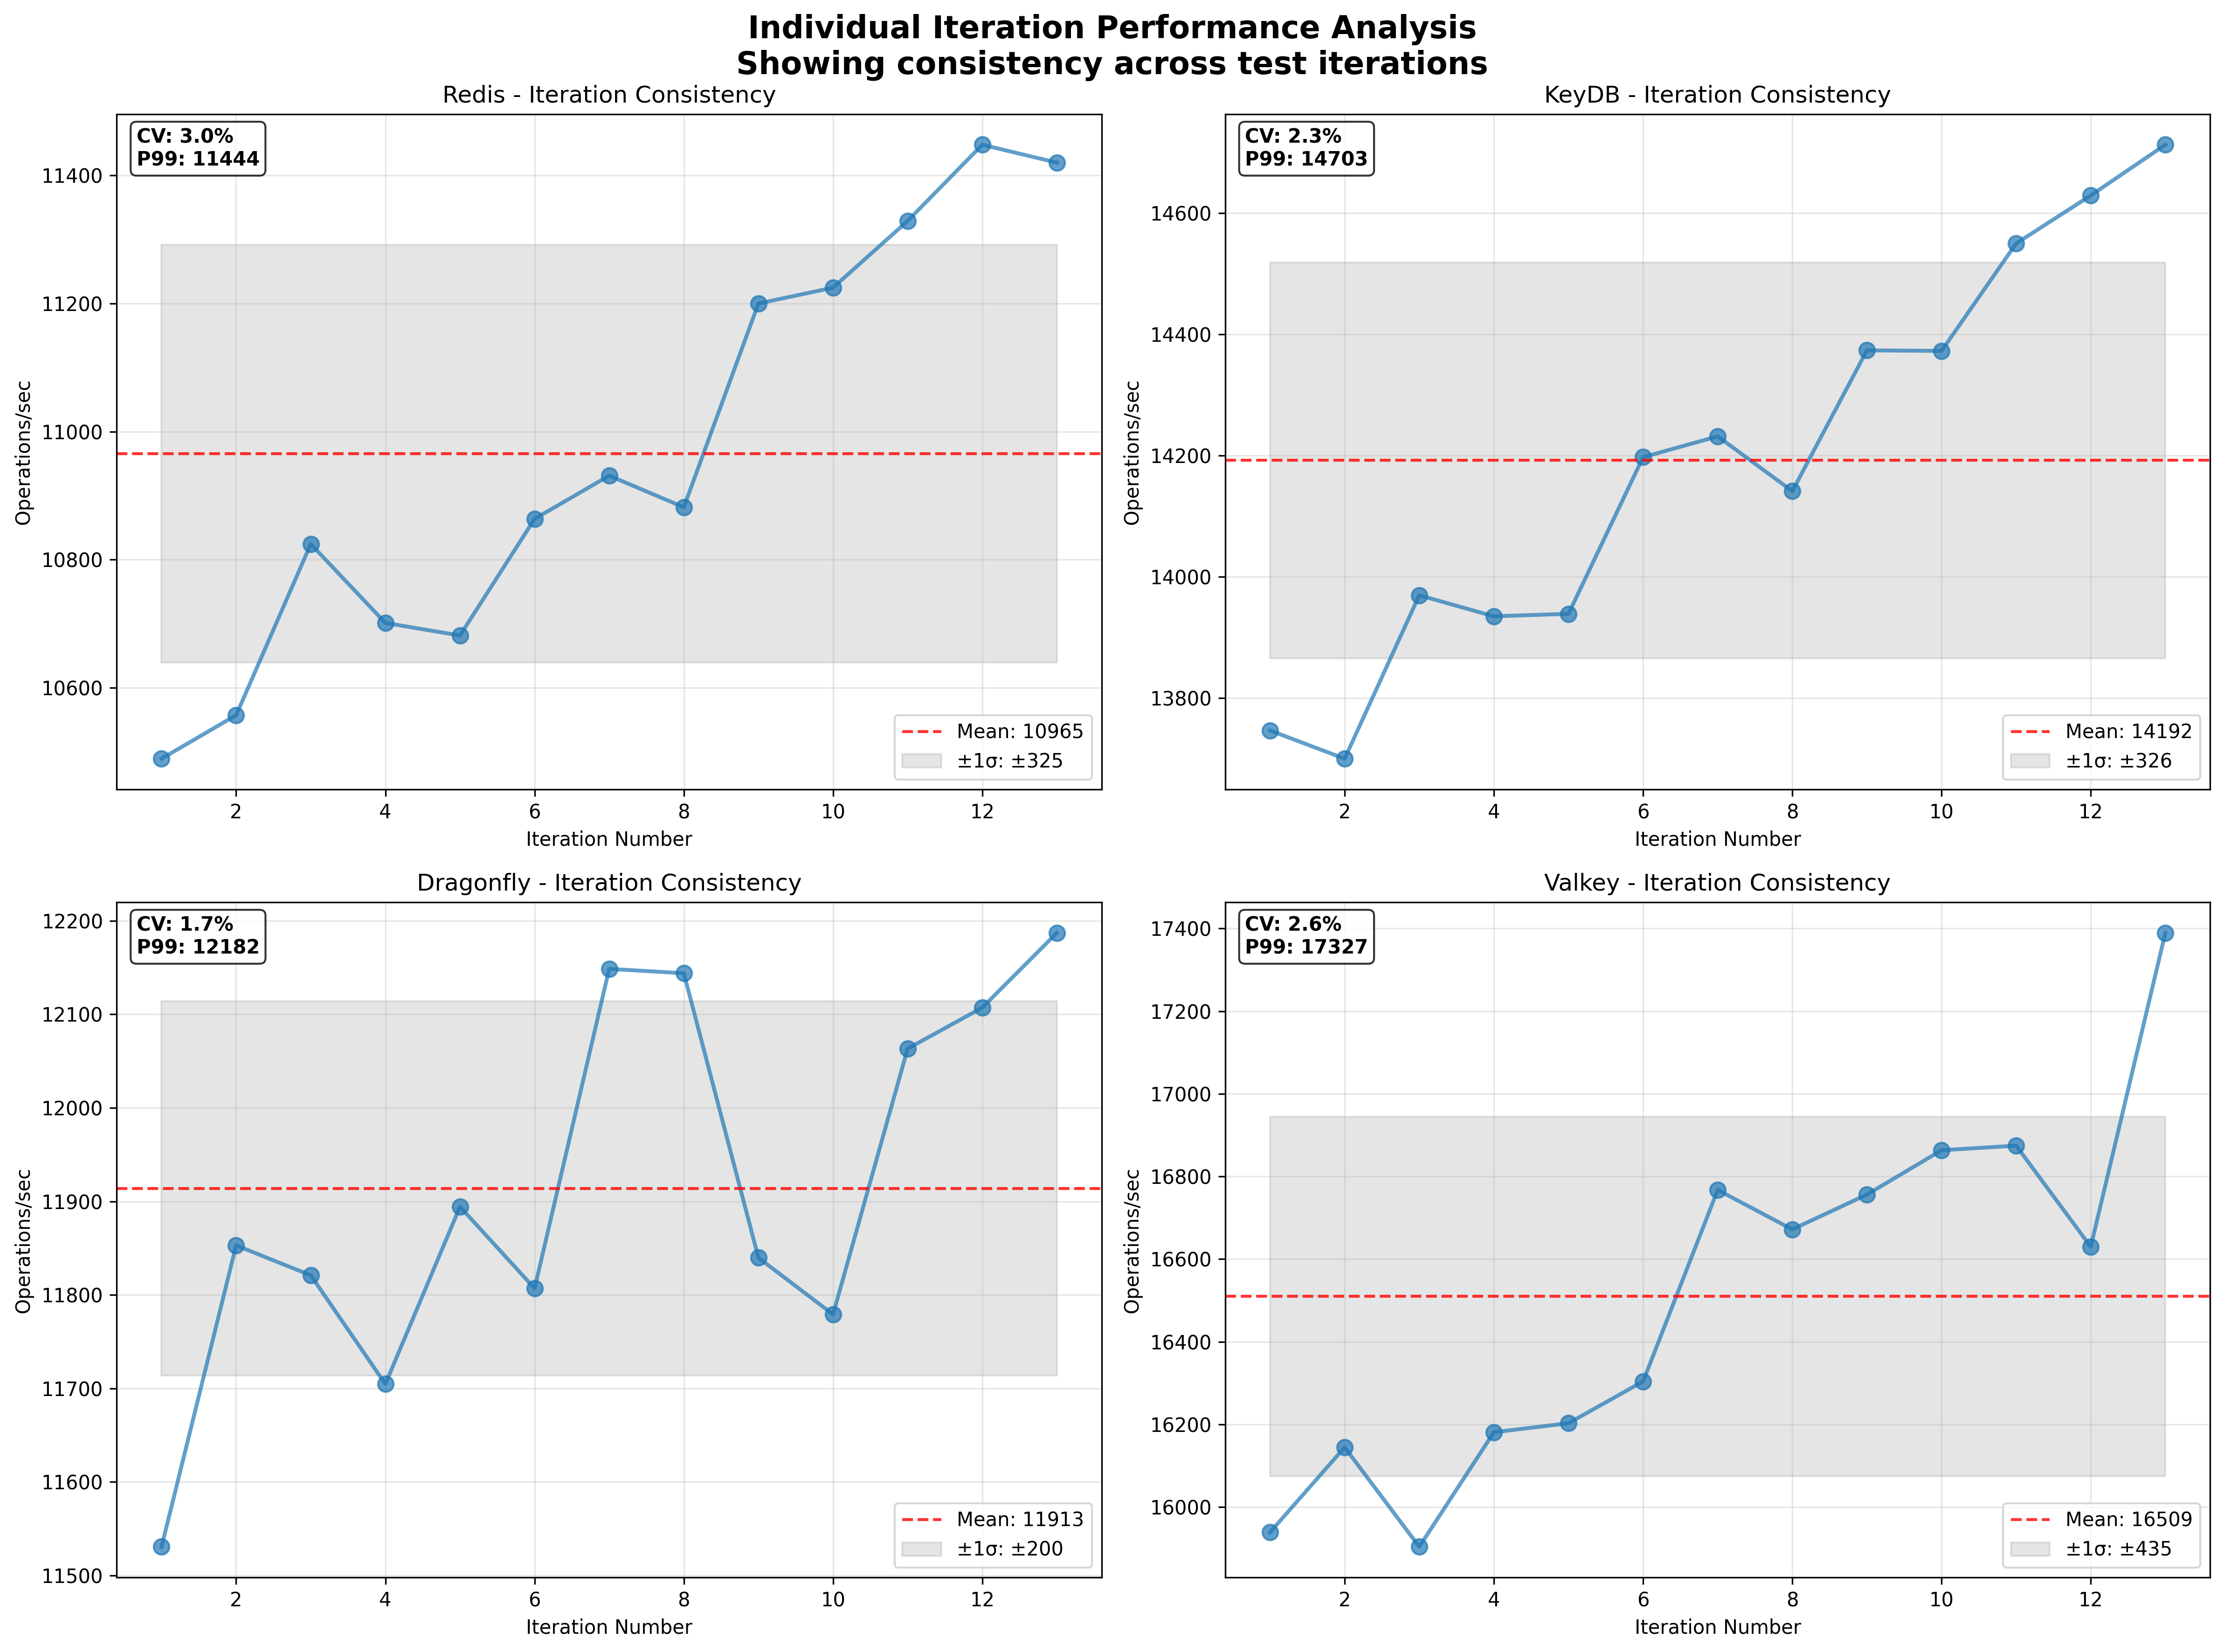 Individual Iteration Performance Analysis
Showing consistency across test iterations
Redis - Iteration Consistency
CV: 3.0%
P99: 11444
11400
11200
11000
10800
10600
Operations/sec
Mean: 10965
±1σ: ±325
2 4 6 8 10 12
Iteration Number
KeyDB - Iteration Consistency
CV: 2.3%
P99: 14703
14600
14400
14200
14000
13800
Operations/sec
Mean: 14192
±1σ: ±326
2 4 6 8 10 12
Iteration Number
Dragonfly - Iteration Consistency
CV: 1.7%
P99: 12182
12200
12100
12000
11900
11800
11700
11600
11500
Operations/sec
Mean: 11913
±1σ: ±200
2 4 6 8 10 12
Iteration Number
Valkey - Iteration Consistency
CV: 2.6%
P99: 17327
17400
17200
17000
16800
16600
16400
16200
16000
Operations/sec
Mean: 16509
±1σ: ±435
2 4 6 8 10 12
Iteration Number